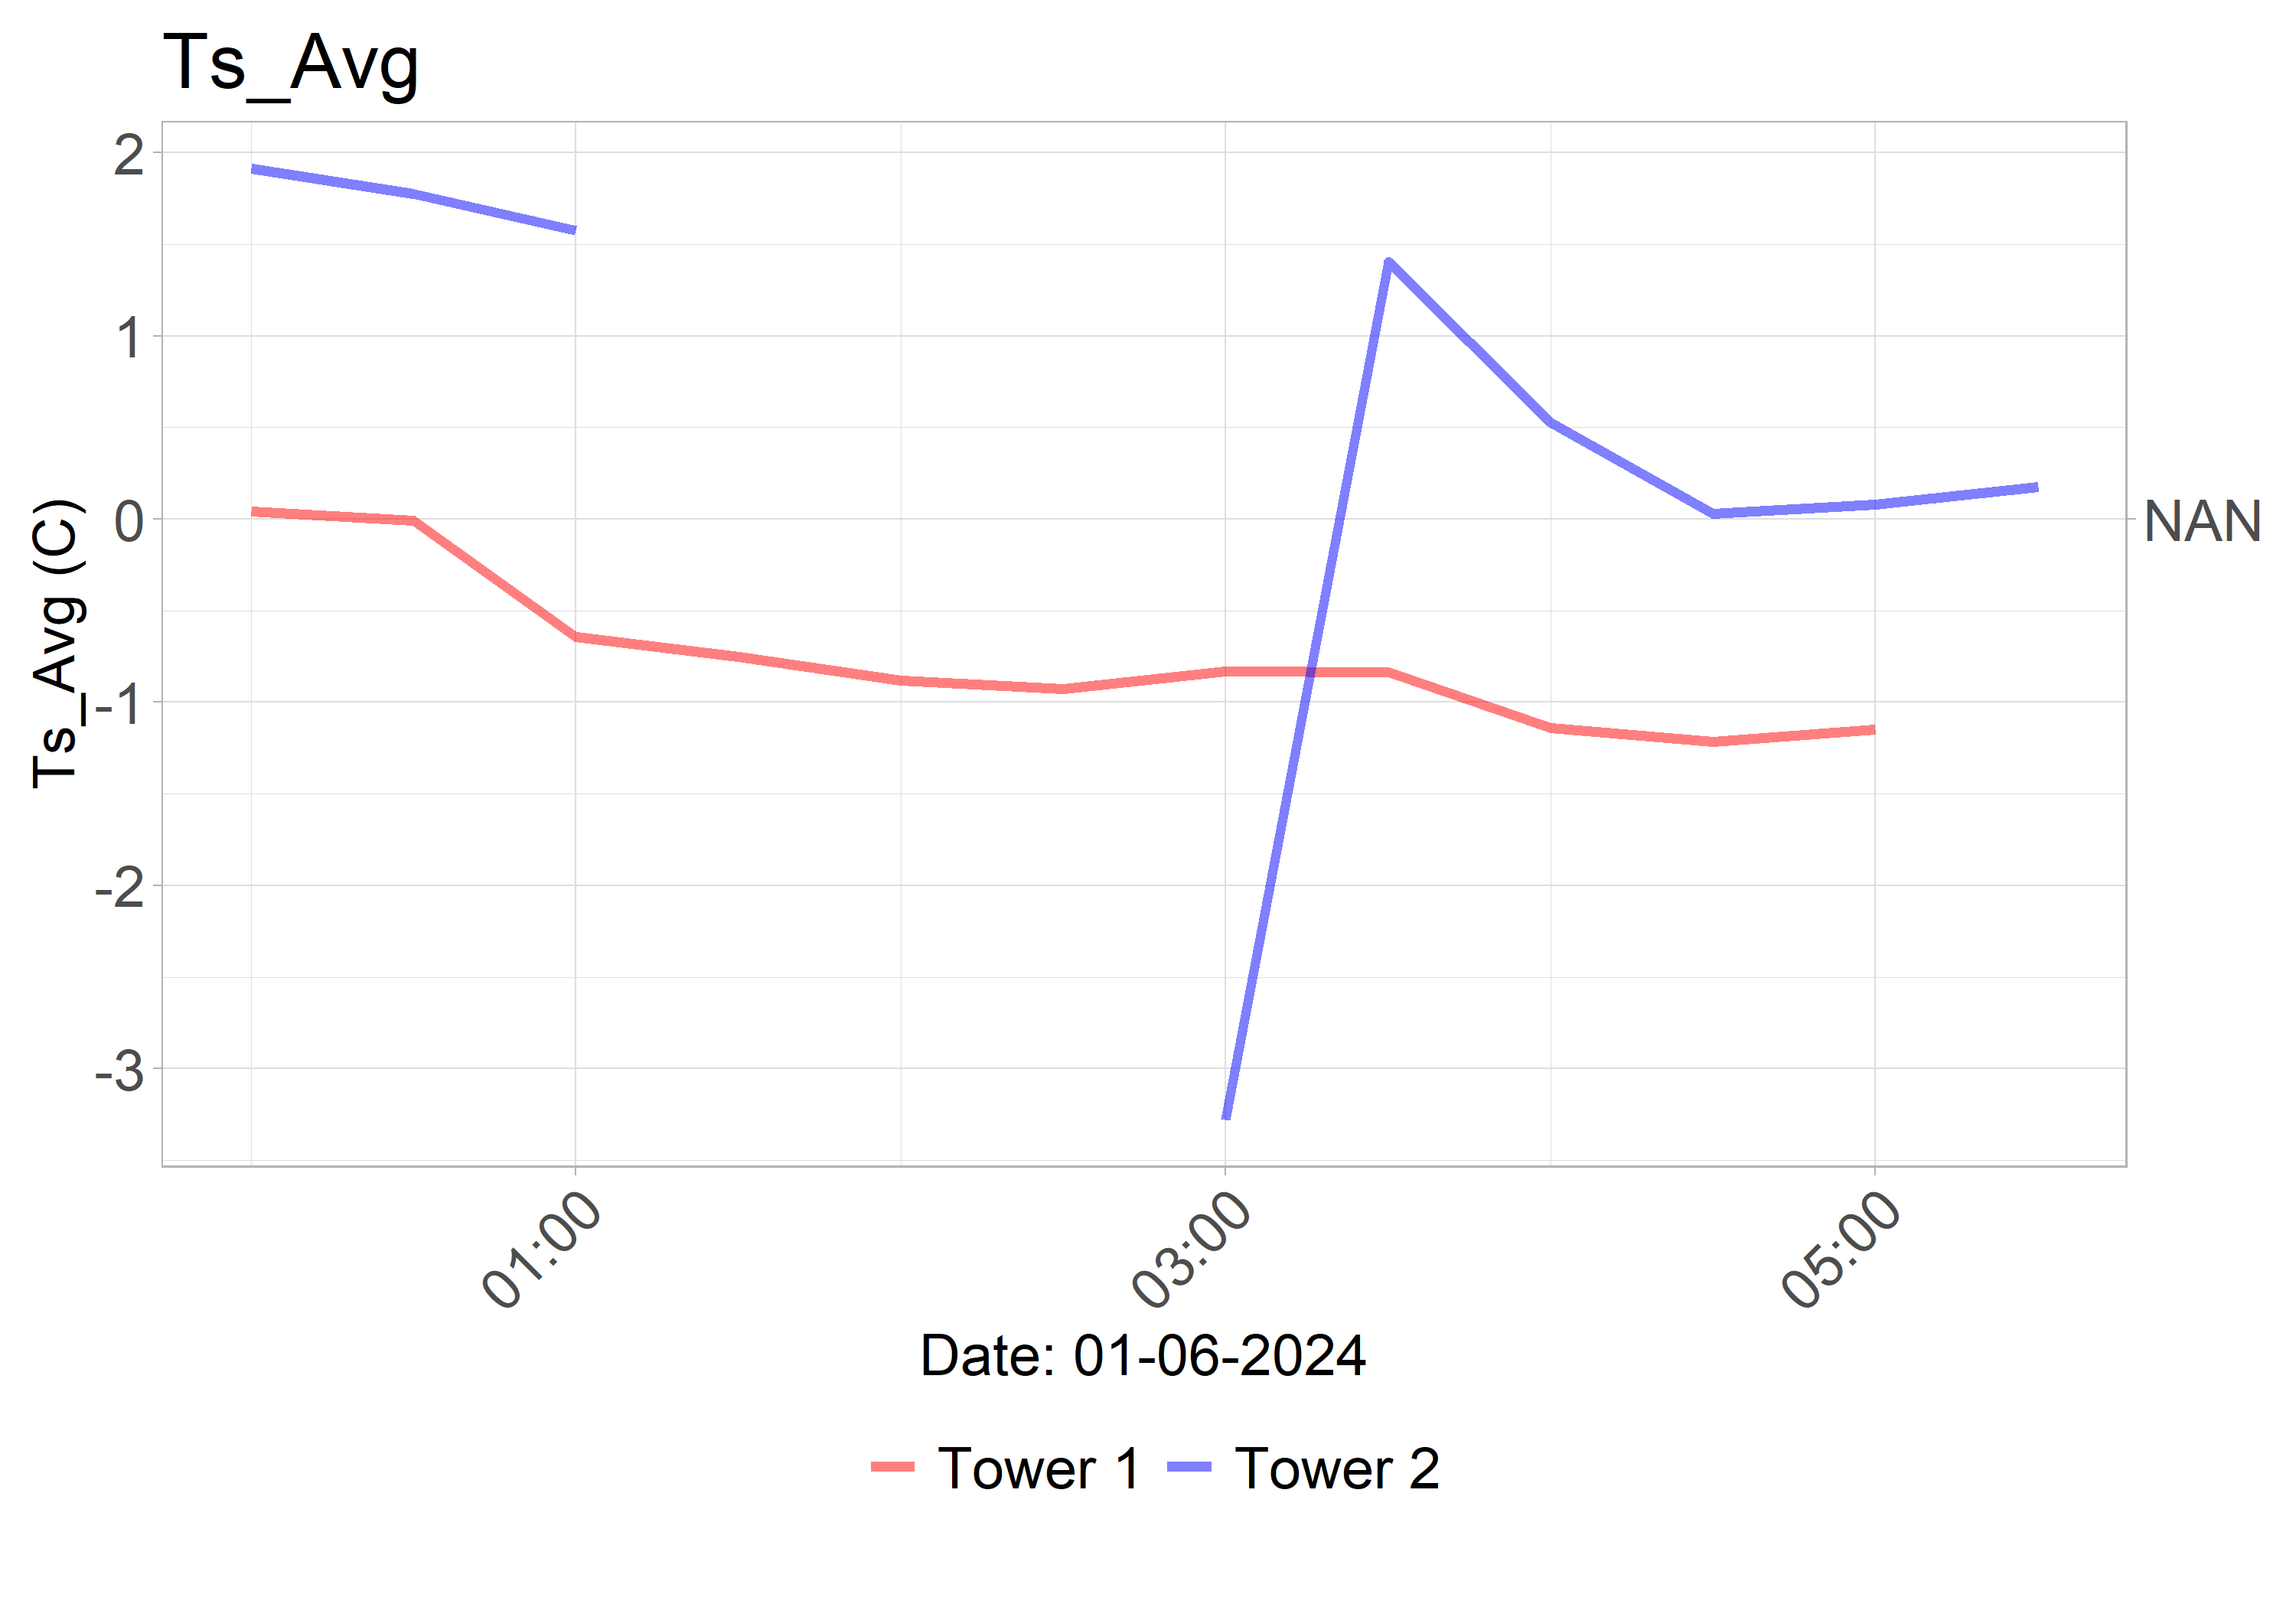 Ts_Avg
Ts_Avg (C)
2
1
0
-1
-2
-3
NAN
01:00
03:00
05:00
Date: 01-06-2024
Tower 1
Tower 2